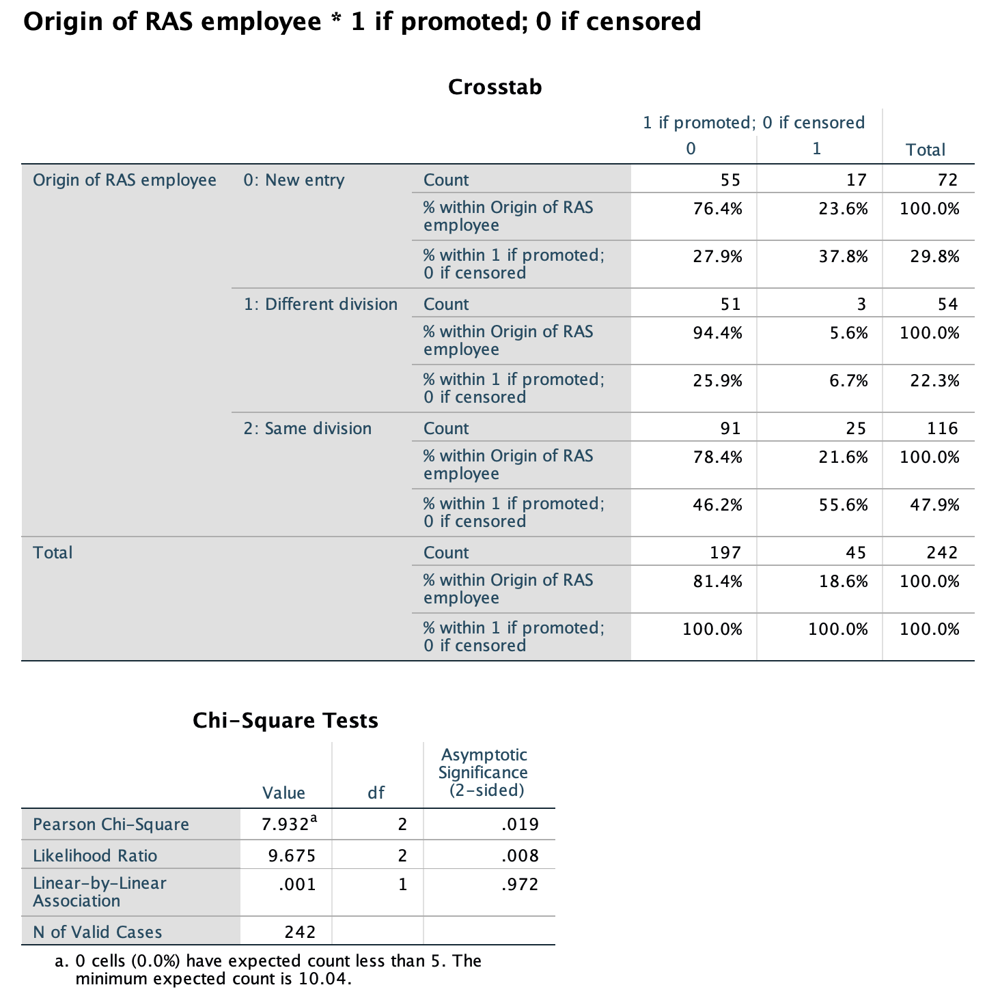 Origin of RAS employee * 1 if promoted; 0 if censored
Crosstab
1 if promoted; 0 if censored
0 1 Total
Origin of RAS employee 0: New entry Count 55 17 72
% within Origin of RAS employee 76.4% 23.6% 100.0%
% within 1 if promoted; 0 if censored 27.9% 37.8% 29.8%
1: Different division Count 51 3 54
% within Origin of RAS employee 94.4% 5.6% 100.0%
% within 1 if promoted; 0 if censored 25.9% 6.7% 22.3%
2: Same division Count 91 25 116
% within Origin of RAS employee 78.4% 21.6% 100.0%
% within 1 if promoted; 0 if censored 46.2% 55.6% 47.9%
Total Count 197 45 242
% within Origin of RAS employee 81.4% 18.6% 100.0%
% within 1 if promoted; 0 if censored 100.0% 100.0% 100.0%
Chi-Square Tests
Value df Asymptotic Significance (2-sided)
Pearson Chi-Square 7.932a 2 .019
Likelihood Ratio 9.675 2 .008
Linear-by-Linear Association .001 1 .972
N of Valid Cases 242
a. 0 cells (0.0%) have expected count less than 5. The
minimum expected count is 10.04.